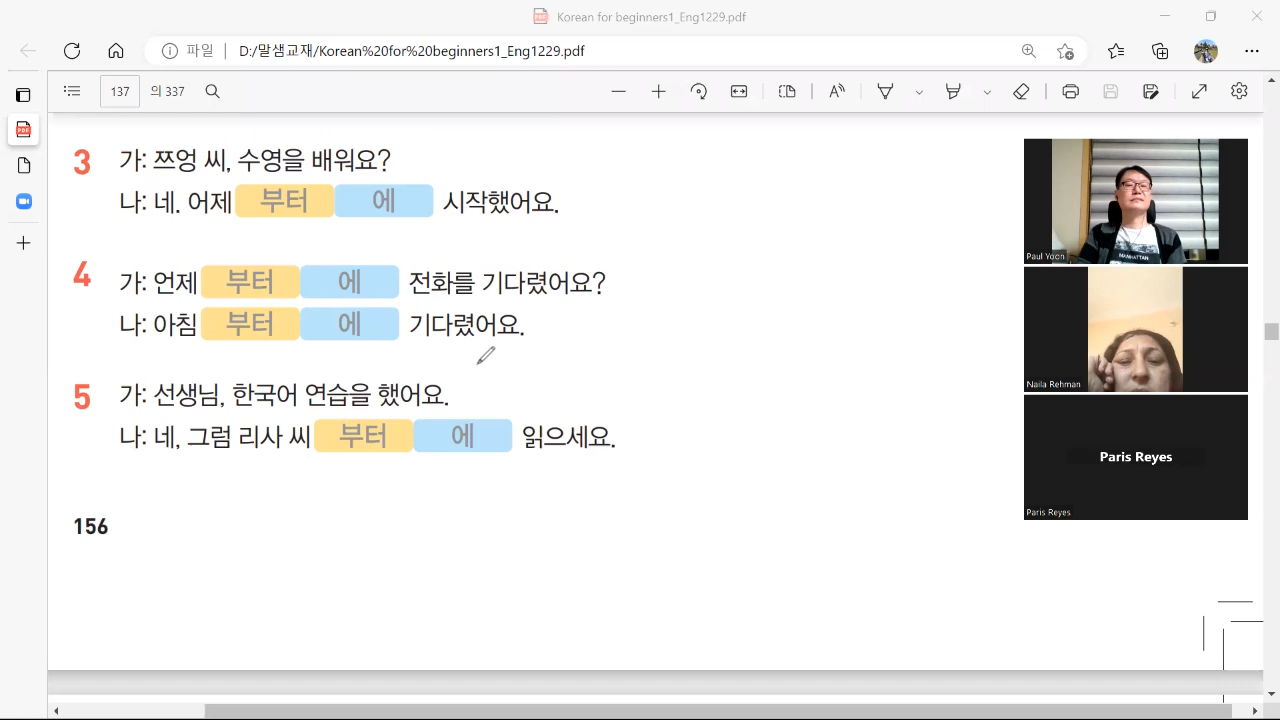 Korean for beginners1_Eng1229.pdf
파일 | D:/말샘교재/Korean%20for%20beginners1_Eng1229.pdf
137 의 337
3 가: 쯔엉 씨, 수영을 배워요?
나: 네. 어제 부터 에 시작했어요.
4 가: 언제 부터 에 전화를 기다렸어요?
나: 아침 부터 에 기다렸어요.
5 가: 선생님, 한국어 연습을 했어요.
나: 네, 그럼 리사 씨 부터 에 읽으세요.
156
MANHATTAN
Paul Yoon
Naila Rehman
Paris Reyes
Paris Reyes